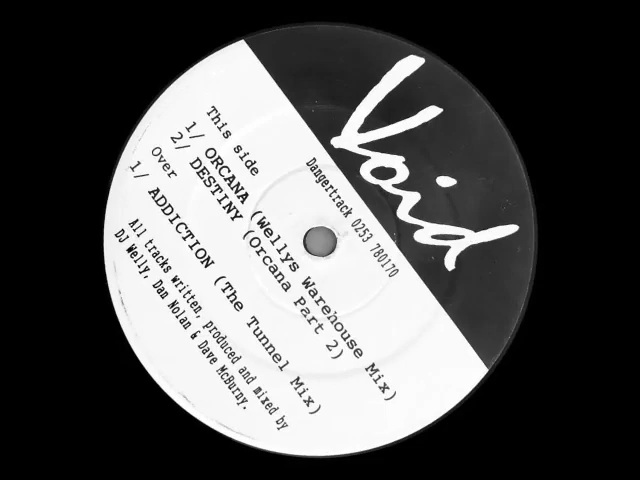 Void
Dangertrack 0253 780170
This side
1/ ORCANA (Wellys Warehouse Mix)
2/ DESTINY (Orcana Part 2)
Over
1/ ADDICTION (The Tunnel Mix)
All tracks written, produced and mixed by
DJ Welly, Dan Nolan & Dave McBurny.